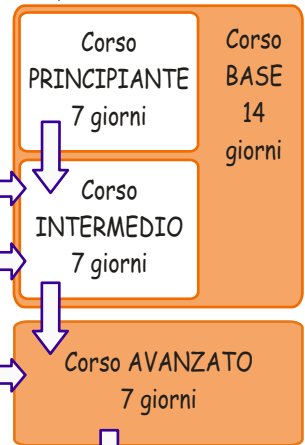 Corso
PRINCIPIANTE
7 giorni
Corso
BASE
14
giorni
Corso
INTERMEDIO
7 giorni
Corso AVANZATO
7 giorni